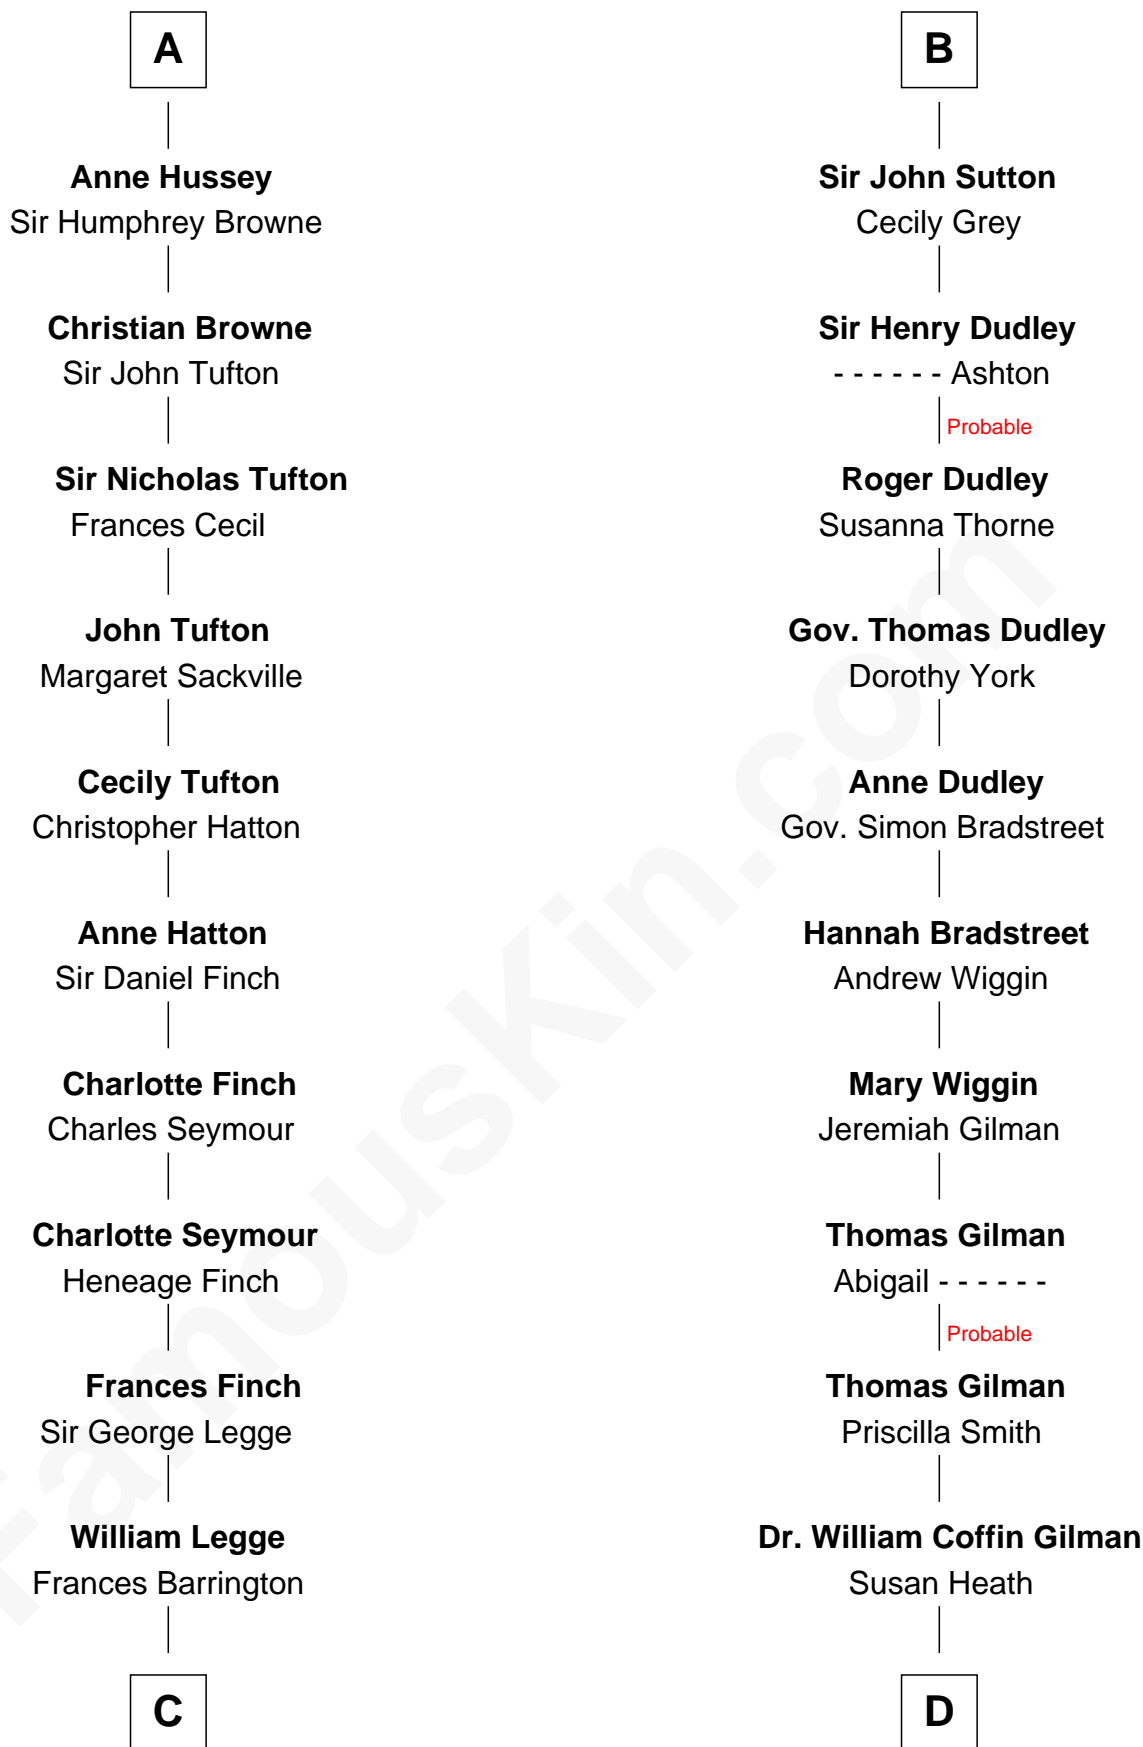 A
Anne Hussey
Sir Humphrey Browne
Christian Browne
Sir John Tufton
Sir Nicholas Tufton
Frances Cecil
John Tufton
Margaret Sackville
Cecily Tufton
Christopher Hatton
Anne Hatton
Sir Daniel Finch
Charlotte Finch
Charles Seymour
Charlotte Seymour
Heneage Finch
Frances Finch
Sir George Legge
William Legge
Frances Barrington
C
B
Sir John Sutton
Cecily Grey
Sir Henry Dudley
- - - - - - Ashton
Probable
Roger Dudley
Susanna Thorne
Gov. Thomas Dudley
Dorothy York
Anne Dudley
Gov. Simon Bradstreet
Hannah Bradstreet
Andrew Wiggin
Mary Wiggin
Jeremiah Gilman
Thomas Gilman
Abigail - - - - - -
Probable
Thomas Gilman
Priscilla Smith
Dr. William Coffin Gilman
Susan Heath
D
FamousKin.com